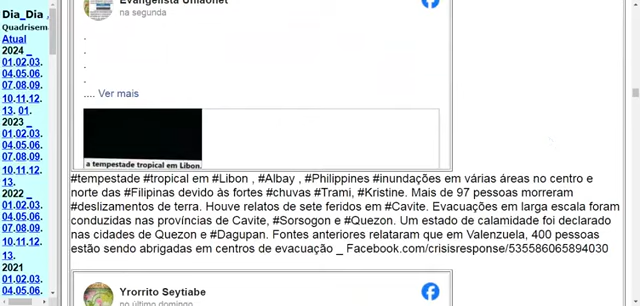 Dia_Dia ,
Quadrisem
Atual
2024 _
01,02,03,
04,05,06,
07,08,09,
10,11,12,
13. 01.
2023 _
01,02,03,
04,05,06,
07,08,09,
10,11,12,
13.
2022 _
01,02,03,
04,05,06,
07,08,09,
10,11,12,
13.
2021
01,02,03,
04,05,06,
Evangelista Uniaonet
na segunda
.
.
.
.
.... Ver mais
a tempestade tropical em Libon.
#tempestade #tropical em #Libon , #Albay , #Philippines #inundações em várias áreas no centro e
norte das #Filipinas devido às fortes #chuvas #Trami, #Kristine. Mais de 97 pessoas morreram
#deslizamentos de terra. Houve relatos de sete feridos em #Cavite. Evacuações em larga escala foram
conduzidas nas províncias de Cavite, #Sorsogon e #Quezon. Um estado de calamidade foi declarado
nas cidades de Quezon e #Dagupan. Fontes anteriores relataram que em Valenzuela, 400 pessoas
estão sendo abrigadas em centros de evacuação _ Facebook.com/crisisresponse/535586065894030
Yrorrito Seytiabe
no último domingo